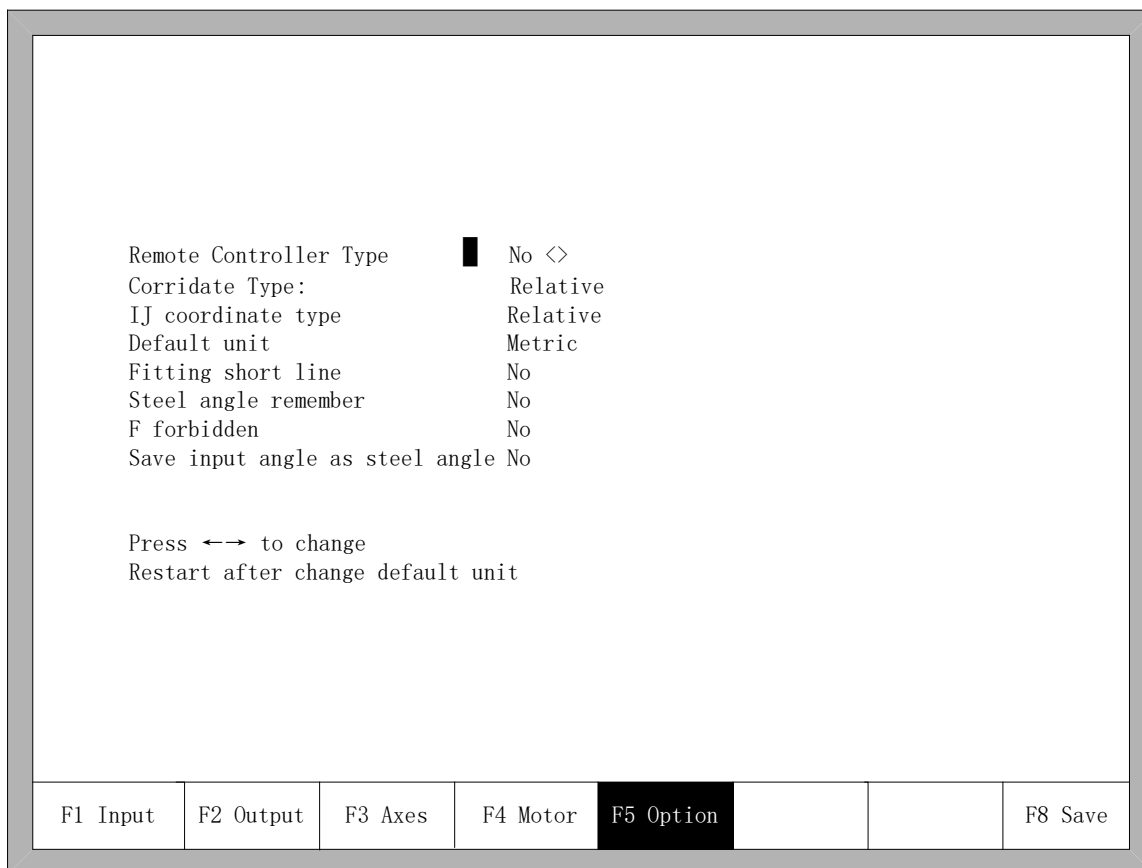 Remote Controller Type No <>
Corridate Type: Relative
IJ coordinate type Relative
Default unit Metric
Fitting short line No
Steel angle remember No
F forbidden No
Save input angle as steel angle No
Press ←→ to change
Restart after change default unit
F1 Input F2 Output F3 Axes F4 Motor F5 Option F8 Save